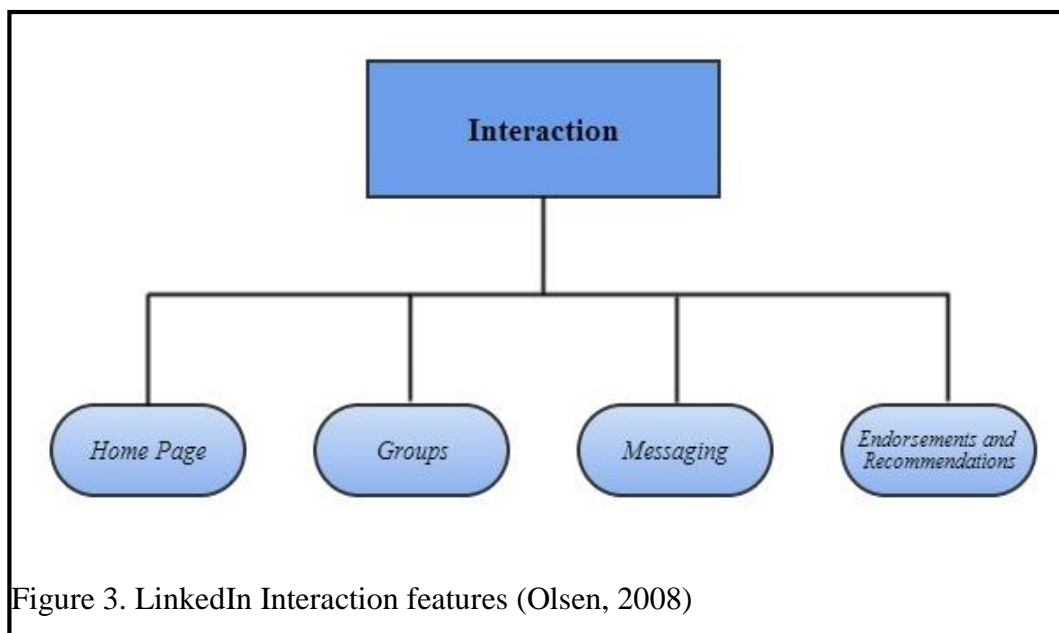 Interaction
Home Page
Groups
Messaging
Endorsements and
Recommendations
Figure 3. LinkedIn Interaction features (Olsen, 2008)